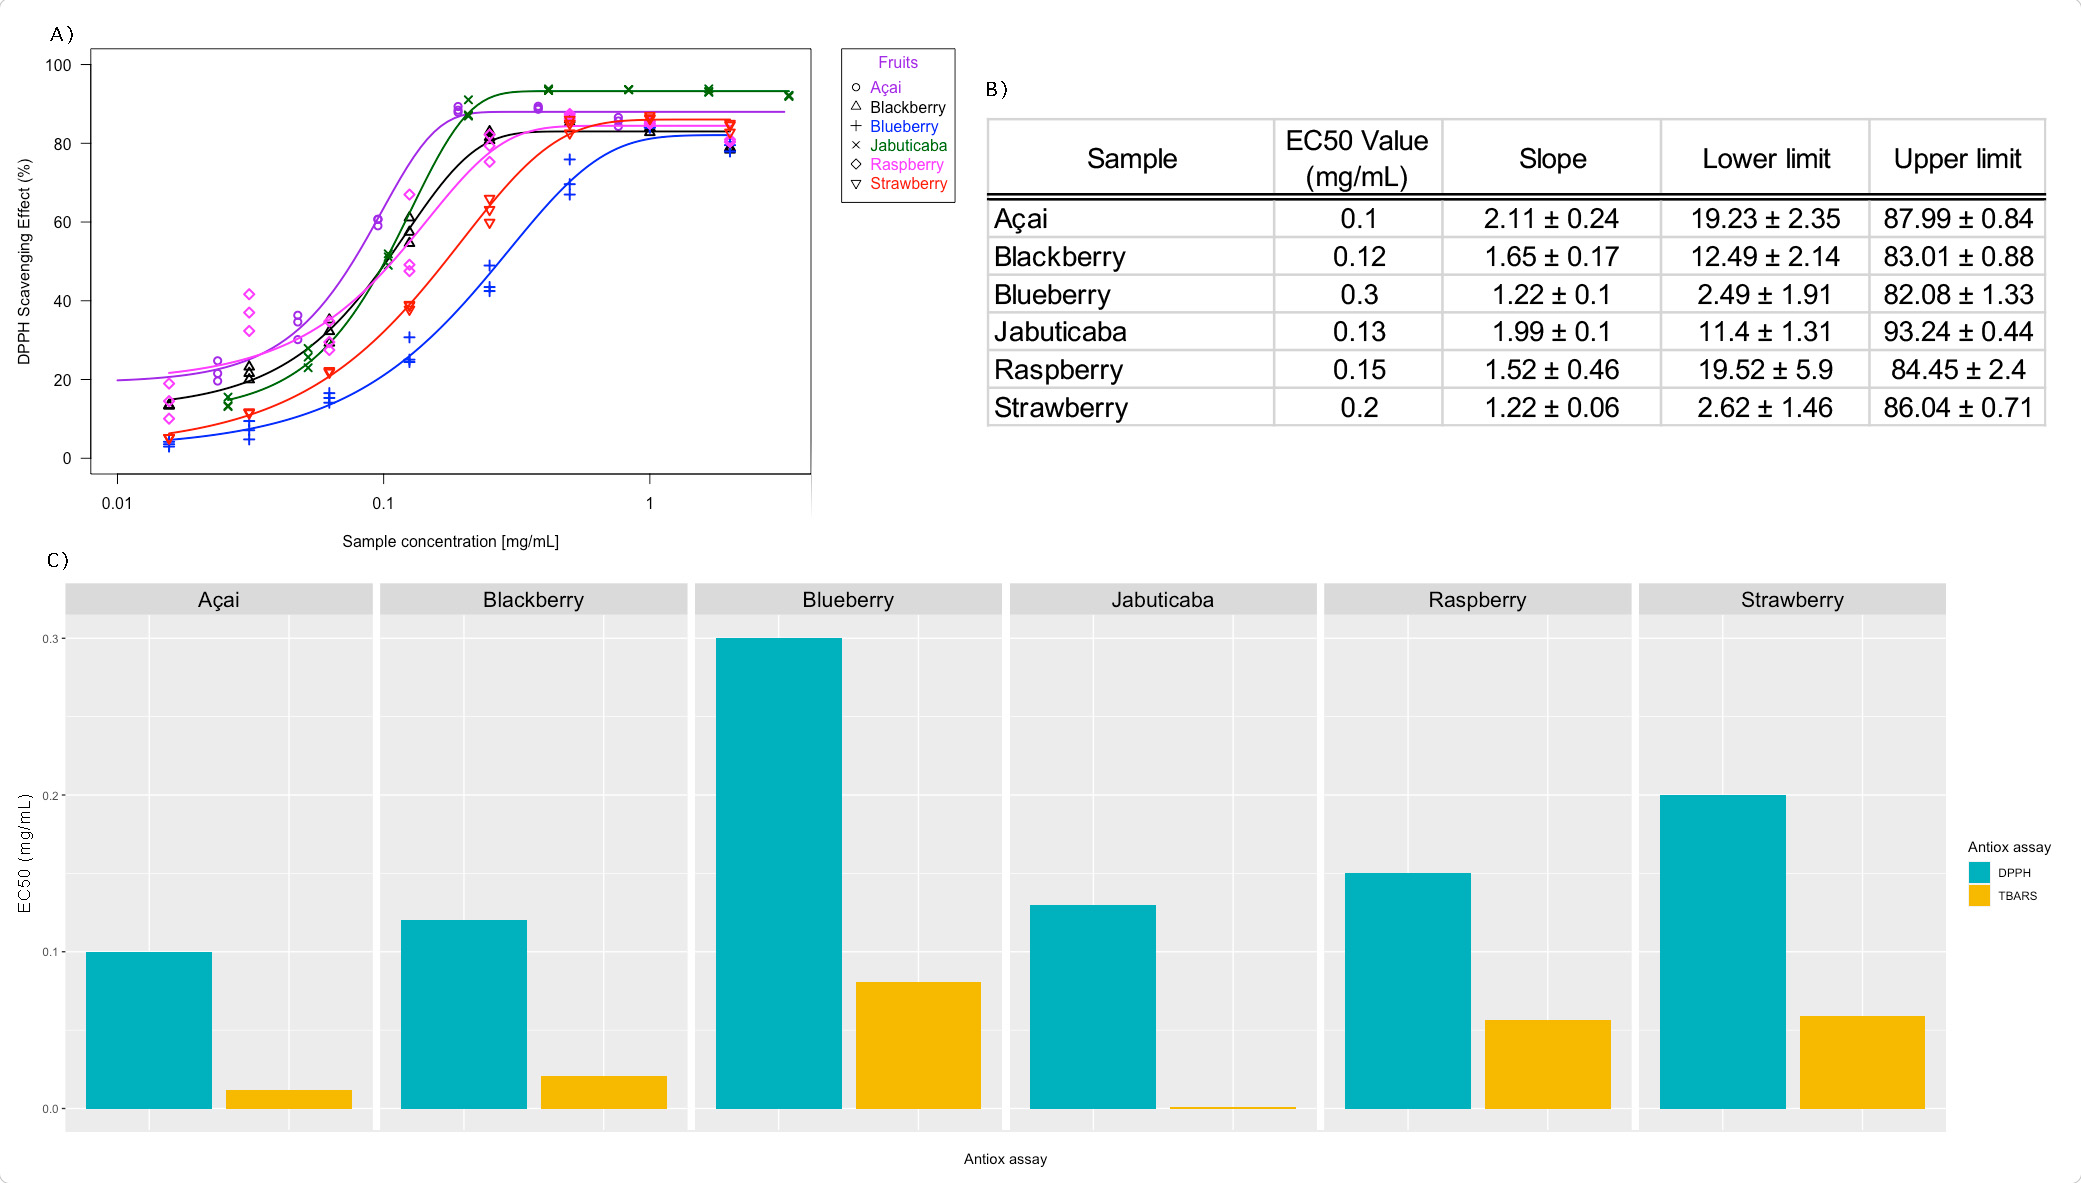 A)
100
80
60
40
20
0
DPPH Scavenging Effect (%)
0.01 0.1 1
Sample concentration [mg/mL]
Fruits
Açai
Blackberry
Blueberry
Jabuticaba
Raspberry
Strawberry
B)
Sample EC50 Value (mg/mL) Slope Lower limit Upper limit
Açai 0.1 2.11 ± 0.24 19.23 ± 2.35 87.99 ± 0.84
Blackberry 0.12 1.65 ± 0.17 12.49 ± 2.14 83.01 ± 0.88
Blueberry 0.3 1.22 ± 0.1 2.49 ± 1.91 82.08 ± 1.33
Jabuticaba 0.13 1.99 ± 0.1 11.4 ± 1.31 93.24 ± 0.44
Raspberry 0.15 1.52 ± 0.46 19.52 ± 5.9 84.45 ± 2.4
Strawberry 0.2 1.22 ± 0.06 2.62 ± 1.46 86.04 ± 0.71
C)
Açai Blackberry Blueberry Jabuticaba Raspberry Strawberry
0.3
0.2
0.1
0.0
EC50 (mg/mL)
Antiox assay
Antiox assay
DPPH
TBARS